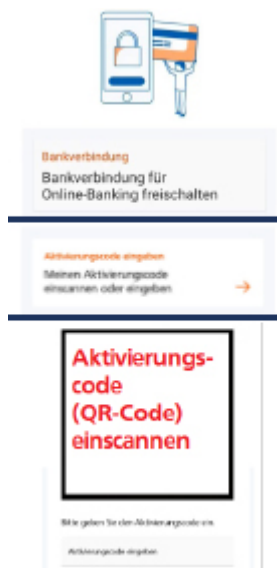 Bankverbindung
Bankverbindung für
Online-Banking freischalten
Aktivierungscode eingeben
Meinen Aktivierungscode
einscannen oder eingeben
Aktivierungs-
code
(QR-Code)
einscannen
Bitte geben Sie den Aktivierungscode ein.
Aktivierungscode eingeben